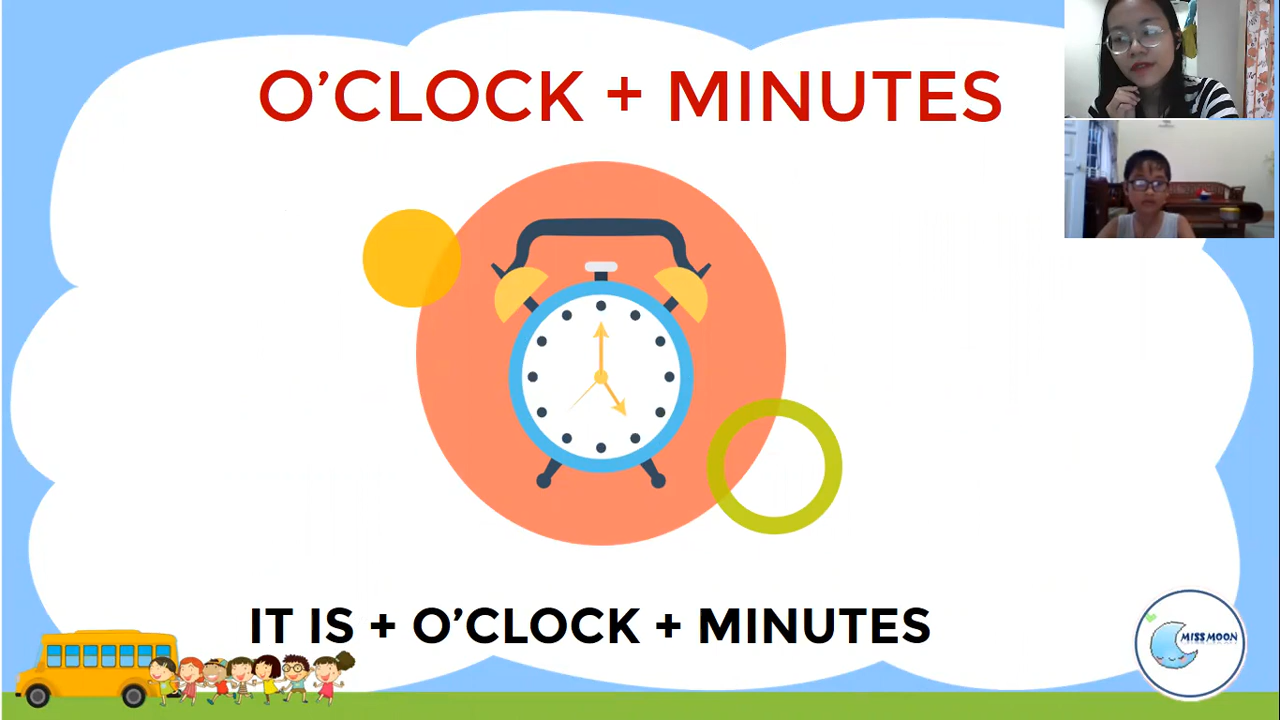 O’CLOCK + MINUTES
IT IS + O’CLOCK + MINUTES
MISS MOON